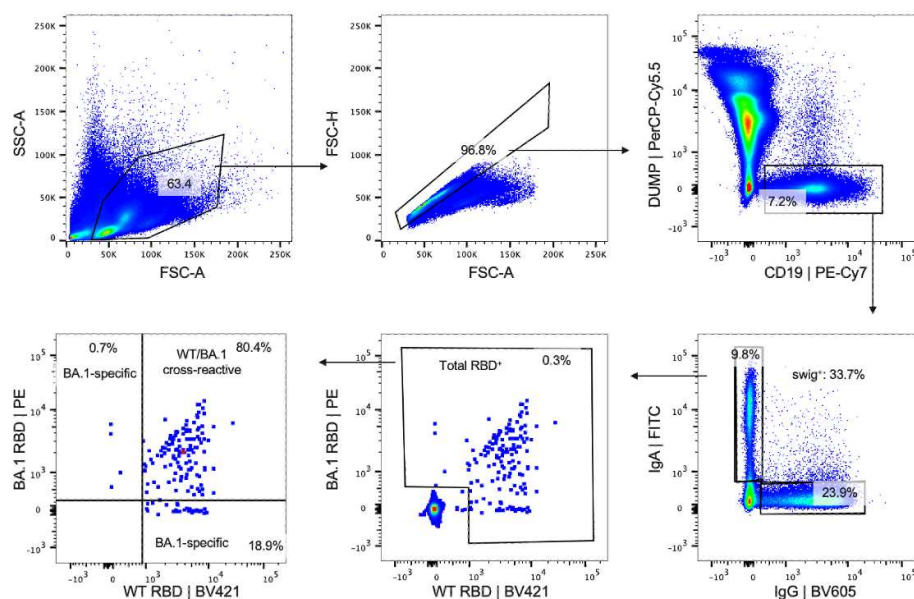 250K
200K
150K
100K
50K
0
SSC-A
63.4
0 50K 100K 150K 200K 250K
FSC-A
250K
200K
150K
100K
50K
0
FSC-H
96.8%
0 50K 100K 150K 200K 250K
FSC-A
10^5
10^4
10^3
0
-10^3
DUMP | PerCP-Cy5.5
7.2%
0 10^3 10^4 10^5
CD19 | PE-Cy7
0.7%
BA.1-specific
WT/BA.1
cross-reactive
80.4%
10^5
10^4
10^3
0
-10^3
BA.1 RBD | PE
BA.1-specific
18.9%
-10^3 0 10^3 10^4 10^5
WT RBD | BV421
Total RBD⁺
0.3%
10^5
10^4
10^3
0
-10^3
BA.1 RBD | PE
-10^3 0 10^3 10^4 10^5
WT RBD | BV421
9.8%
swig⁺: 33.7%
10^5
10^4
10^3
0
-10^3
IgA | FITC
23.9%
-10^3 0 10^3 10^4 10^5
IgG | BV605